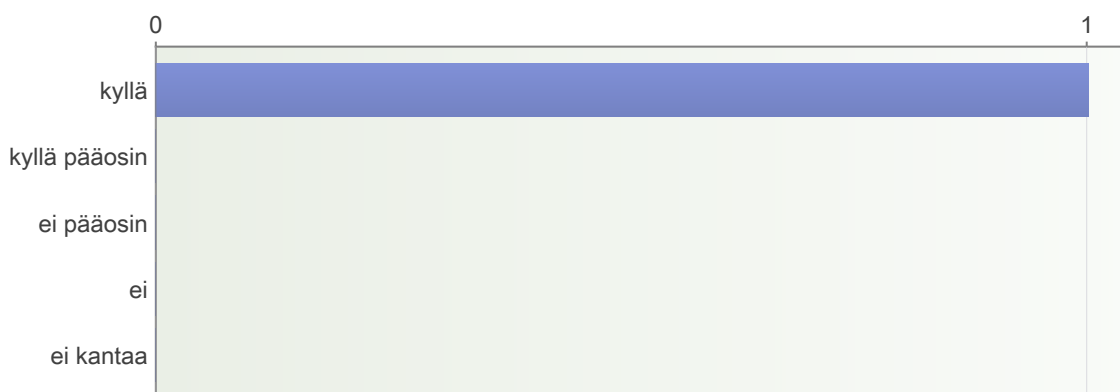 0 1
kyllä
kyllä pääosin
ei pääosin
ei
ei kantaa